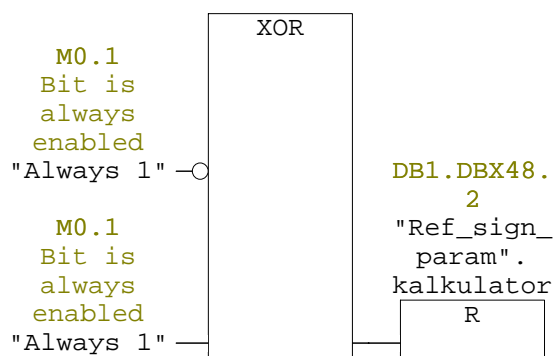 XOR
M0.1
Bit is
always
enabled
"Always 1"
DB1.DBX48.
2
"Ref_sign_
param".
kalkulator
R
M0.1
Bit is
always
enabled
"Always 1"